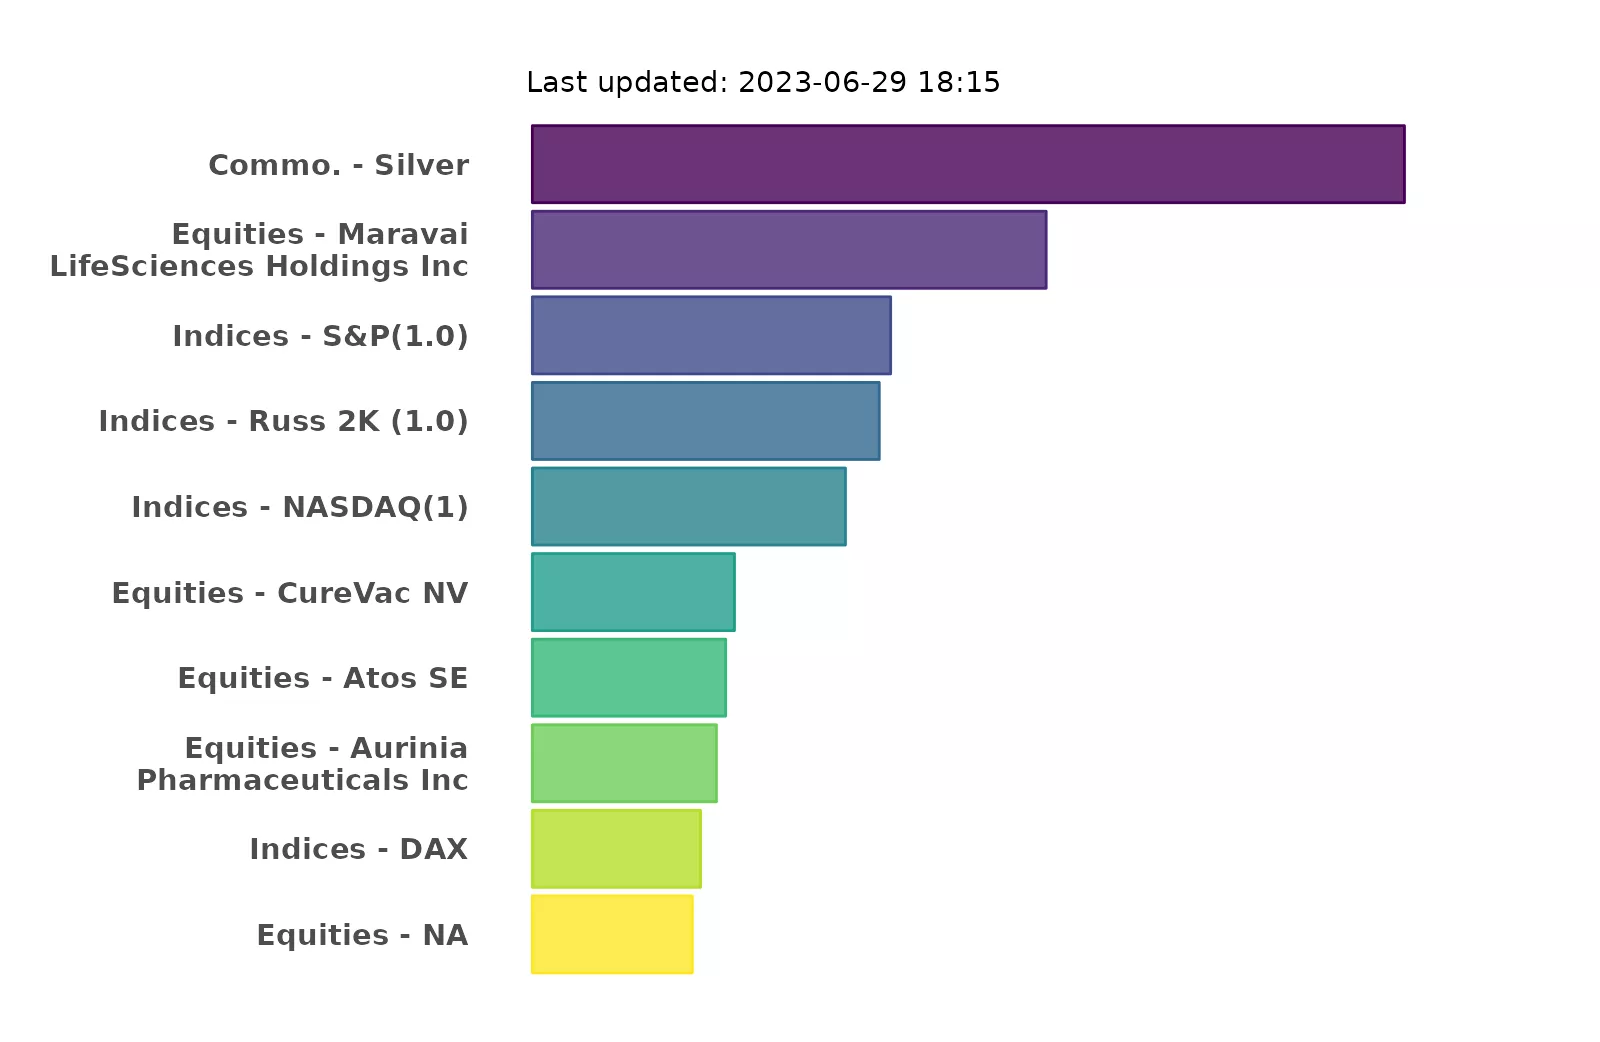 Last updated: 2023-06-29 18:15
Commo. - Silver
Equities - Maravai
LifeSciences Holdings Inc
Indices - S&P(1.0)
Indices - Russ 2K (1.0)
Indices - NASDAQ(1)
Equities - CureVac NV
Equities - Atos SE
Equities - Aurinia
Pharmaceuticals Inc
Indices - DAX
Equities - NA